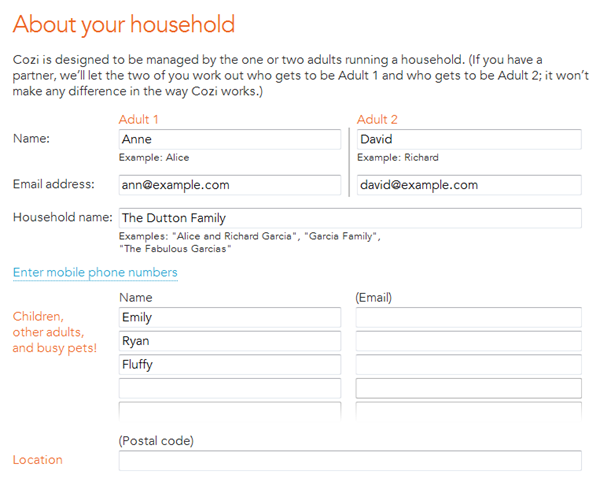 About your household
Cozi is designed to be managed by the one or two adults running a household. (If you have a
partner, we'll let the two of you work out who gets to be Adult 1 and who gets to be Adult 2; it won't
make any difference in the way Cozi works.)
Adult 1 Adult 2
Name: Anne David
Example: Alice Example: Richard
Email address: ann@example.com david@example.com
Household name: The Dutton Family
Examples: "Alice and Richard Garcia", "Garcia Family",
"The Fabulous Garcias"
Enter mobile phone numbers
Name (Email)
Children, Emily
other adults, Ryan
and busy pets! Fluffy
(Postal code)
Location